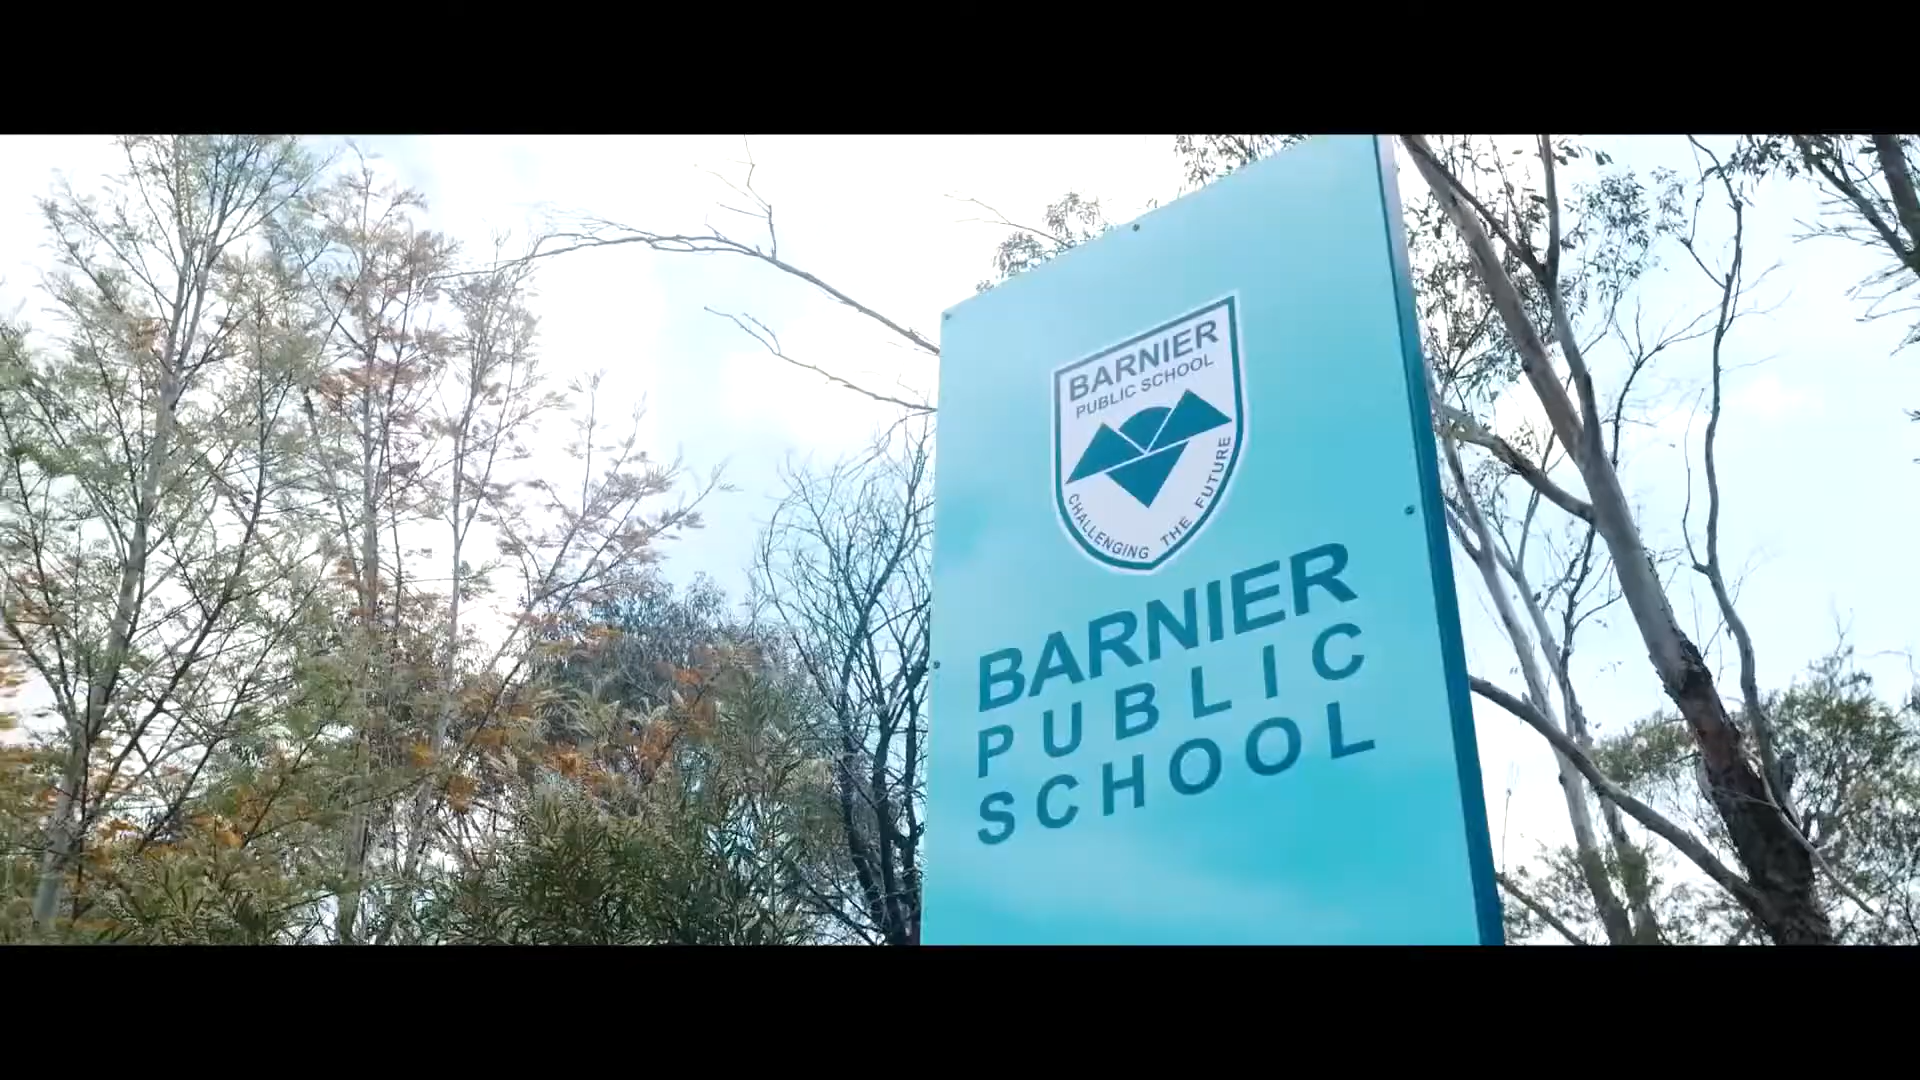 BARNIER
PUBLIC SCHOOL
CHALLENGING THE FUTURE
BARNIER
PUBLIC
SCHOOL